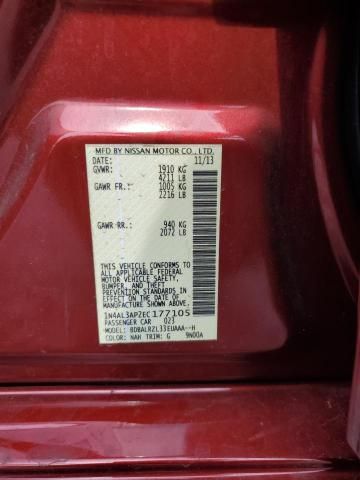 MFD BY NISSAN MOTOR CO., LTD.
DATE: 11/13
GVWR: 1910 KG
4211 LB
GAWR FR: 1005 KG
2216 LB
GAWR RR: 940 KG
2072 LB
THIS VEHICLE CONFORMS
TO ALL APPLICABLE FEDERAL
MOTOR VEHICLE SAFETY,
BUMPER, AND THEFT
PREVENTION STANDARDS
IN EFFECT ON THE DATE OF
MANUFACTURE SHOWN
ABOVE.
1N4AL3APZEC177105
PASSENGER CAR 023
MODEL: BDBALRZL33EUAAA--H
COLOR: NAH TRIM: G 9N00A